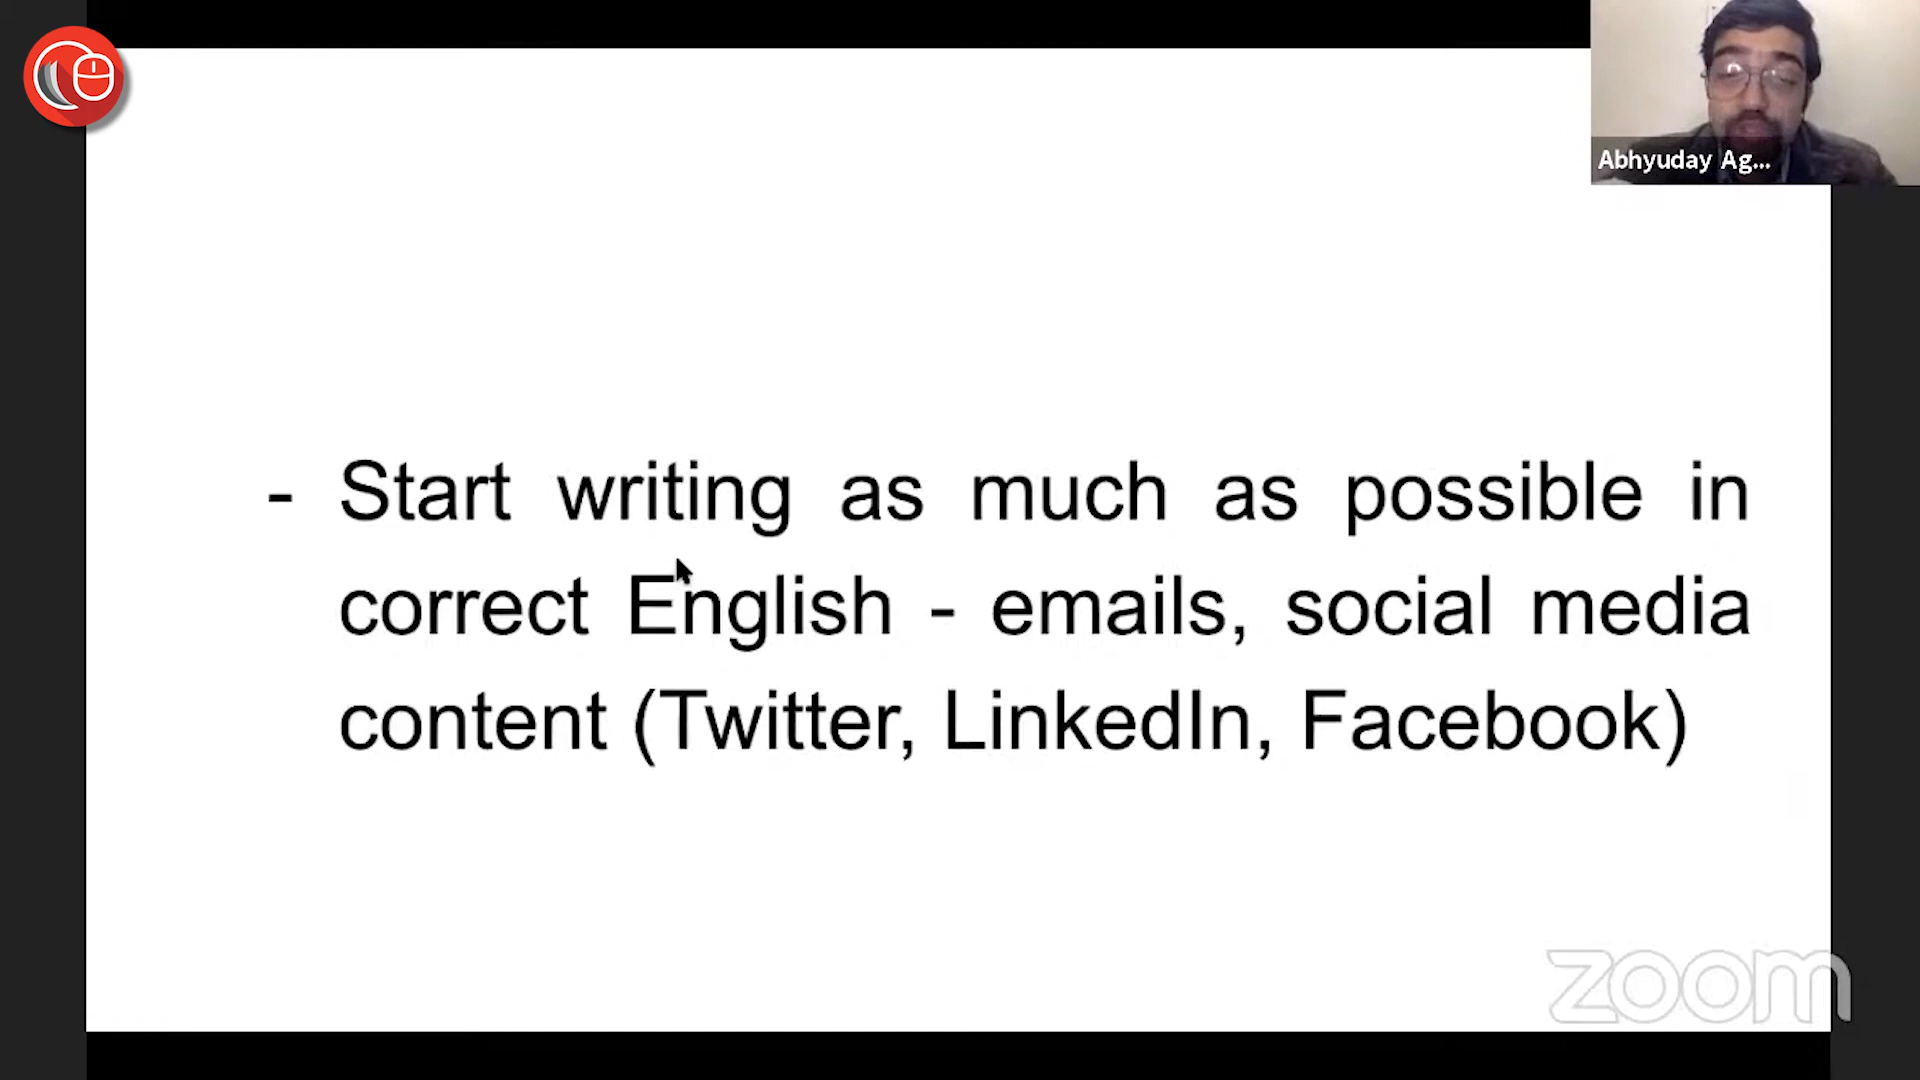 Abhyuday Ag...
- Start writing as much as possible in
correct English - emails, social media
content (Twitter, LinkedIn, Facebook)
zoom